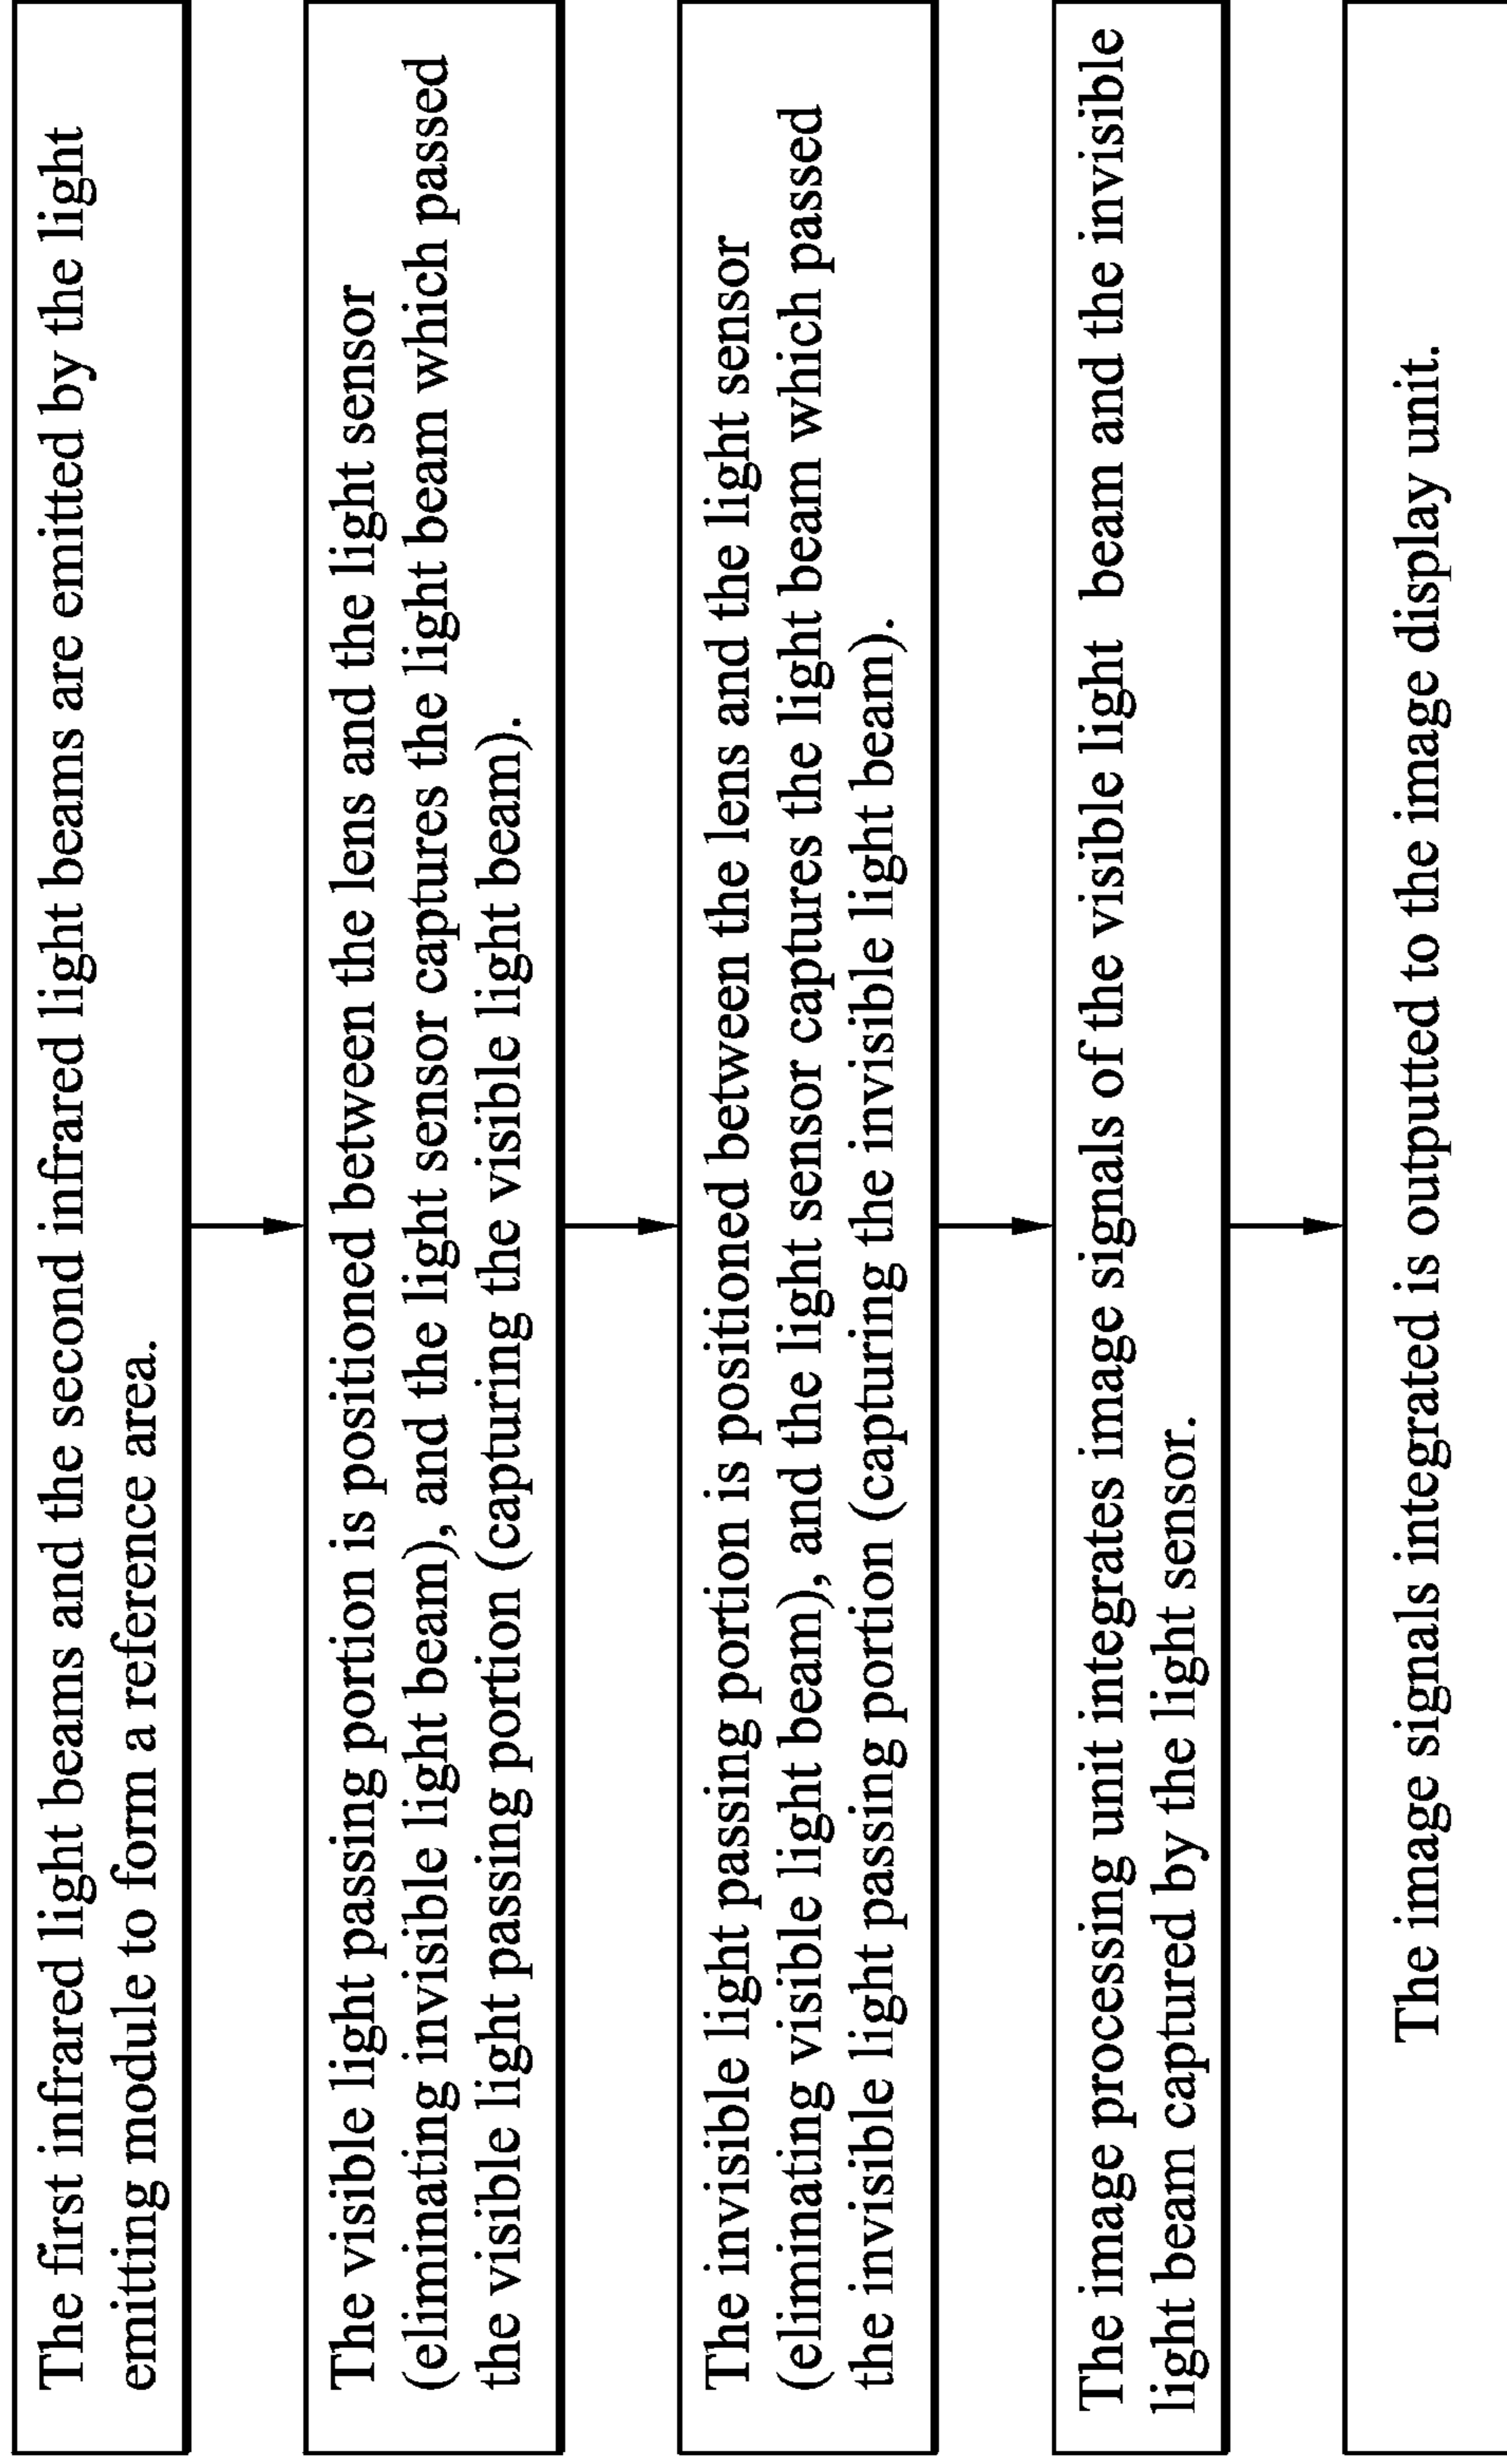 The first infrared light beams and the second infrared light beams are emitted by the light
emitting module to form a reference area.
The visible light passing portion is positioned between the lens and the light sensor
(eliminating invisible light beam), and the light sensor captures the light beam which passed
the visible light passing portion (capturing the visible light beam).
The invisible light passing portion is positioned between the lens and the light sensor
(eliminating visible light beam), and the light sensor captures the light beam which passed
the invisible light passing portion (capturing the invisible light beam).
The image processing unit integrates image signals of the visible light beam and the invisible
light beam captured by the light sensor.
The image signals integrated is outputted to the image display unit.